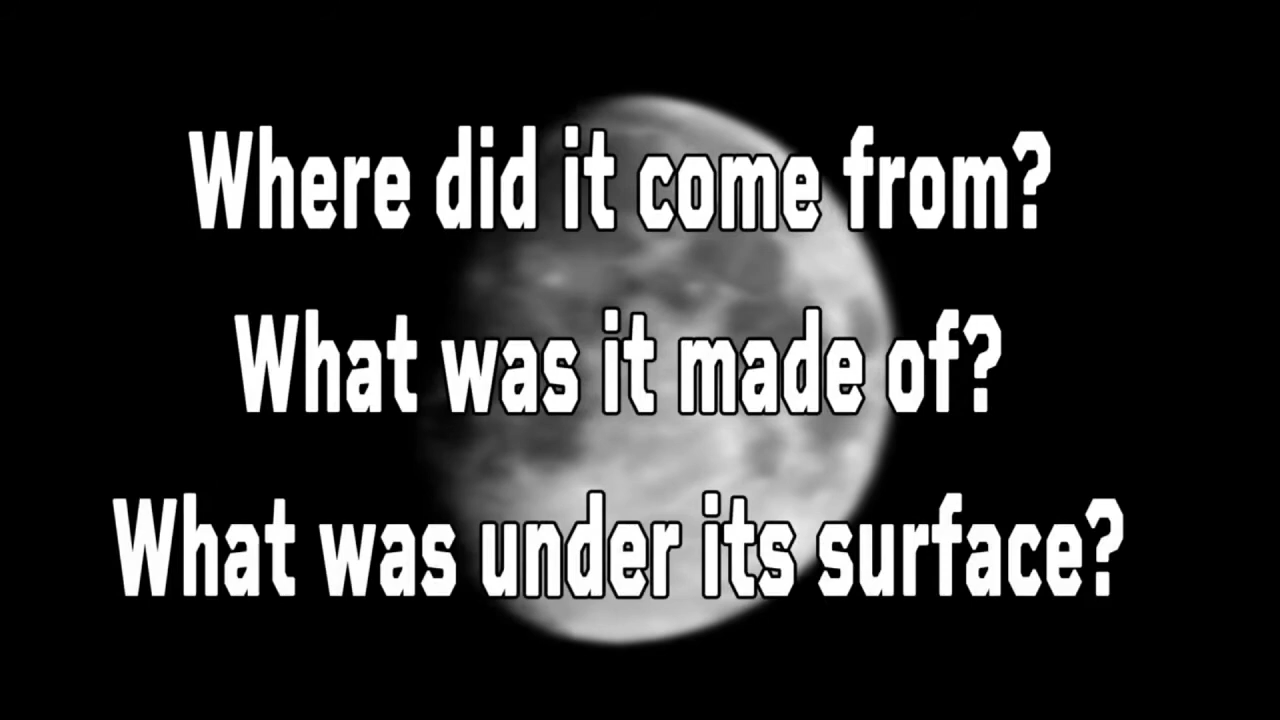 Where did it come from?
What was it made of?
What was under its surface?